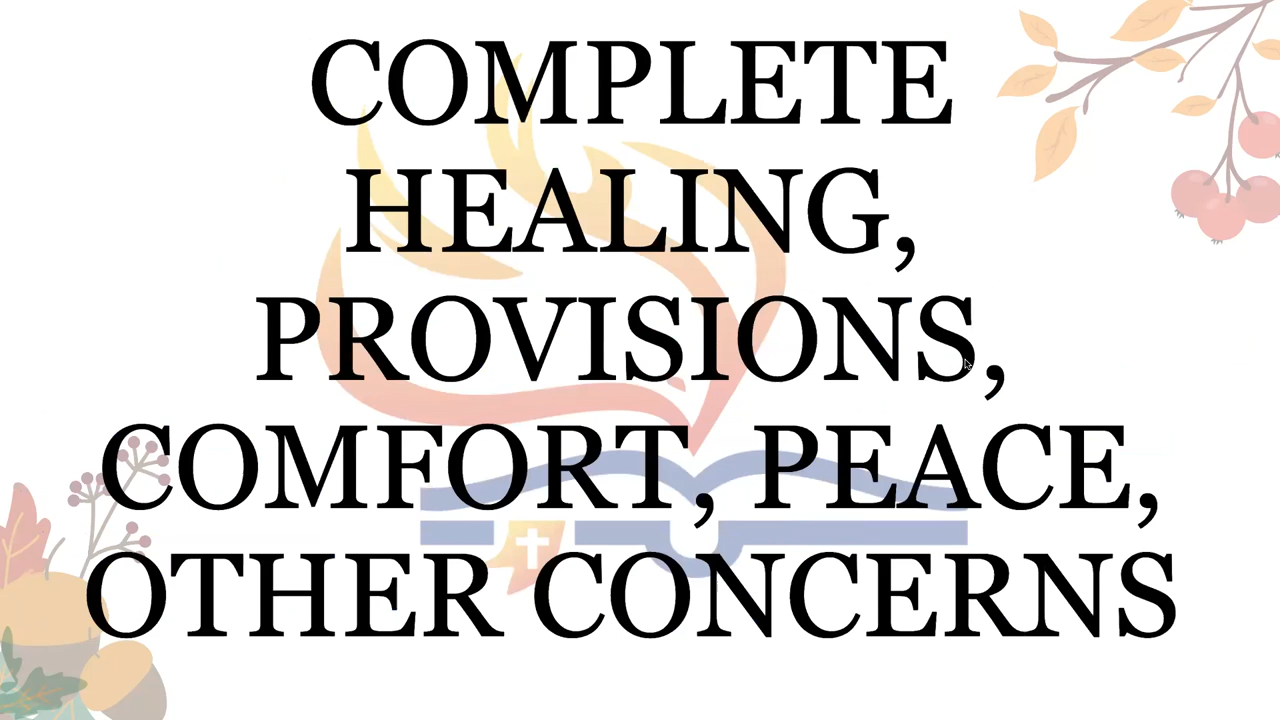 COMPLETE
HEALING,
PROVISIONS,
COMFORT, PEACE,
OTHER CONCERNS